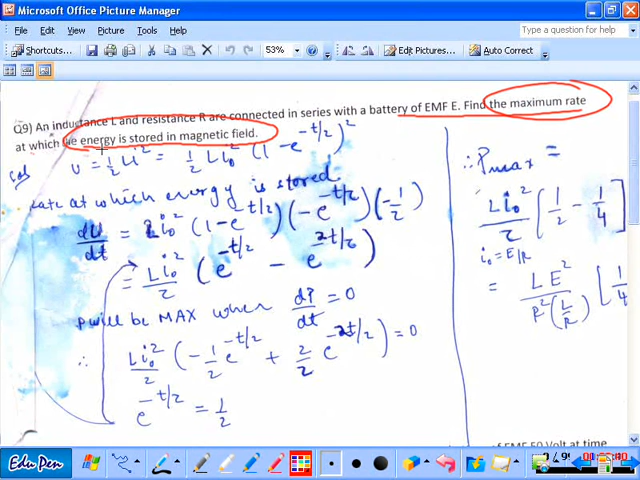 Microsoft Office Picture Manager
File Edit View Picture Tools Help
Type a question for help
Shortcuts... 53% Edit Pictures... Auto Correct
Q9) An inductance L and resistance R are connected in series with a battery of EMF E. Find the maximum rate
at which the energy is stored in magnetic field.
Sol U = 1/2 Li² = 1/2 Li₀² (1-e^-t/τ)²
rate at which energy is stored
dU/dt = Li₀² (1-e^-t/τ)(-e^-t/τ)(-1/τ)
= Li₀²/τ (e^-t/τ - e^-2t/τ)
P will be MAX when dP/dt = 0
∴ Li₀²/τ (-1/τ e^-t/τ + 2/τ e^-2t/τ) = 0
e^-t/τ = 1/2
∴ Pmax =
Li₀²/τ [1/2 - 1/4]
i₀ = E/R
= LE²/R²(L/R) [1/4
of EMF 50 Volt at time
Edu Pen